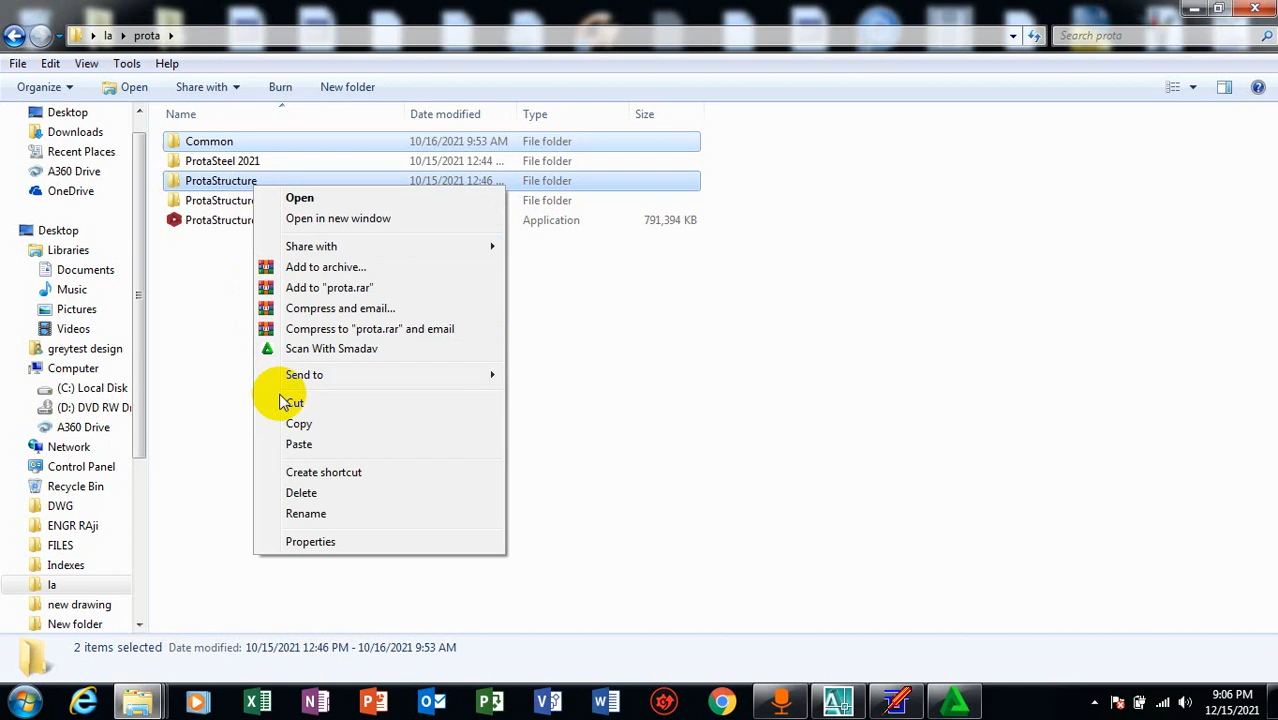 la prota
Search prota
File Edit View Tools Help
Organize Open Share with Burn New folder
Name Date modified Type Size
Common 10/16/2021 9:53 AM File folder
ProtaSteel 2021 10/15/2021 12:44 ... File folder
ProtaStructure 10/15/2021 12:46 ... File folder
ProtaStructure File folder
ProtaStructure Application 791,394 KB
Desktop
Downloads
Recent Places
A360 Drive
OneDrive
Desktop
Libraries
Documents
Music
Pictures
Videos
greytest design
Computer
(C:) Local Disk
(D:) DVD RW Dr
A360 Drive
Network
Control Panel
Recycle Bin
DWG
ENGR RAji
FILES
Indexes
la
new drawing
New folder
Open
Open in new window
Share with
Add to archive...
Add to "prota.rar"
Compress and email...
Compress to "prota.rar" and email
Scan With Smadav
Send to
Cut
Copy
Paste
Create shortcut
Delete
Rename
Properties
2 items selected Date modified: 10/15/2021 12:46 PM - 10/16/2021 9:53 AM
9:06 PM
12/15/2021